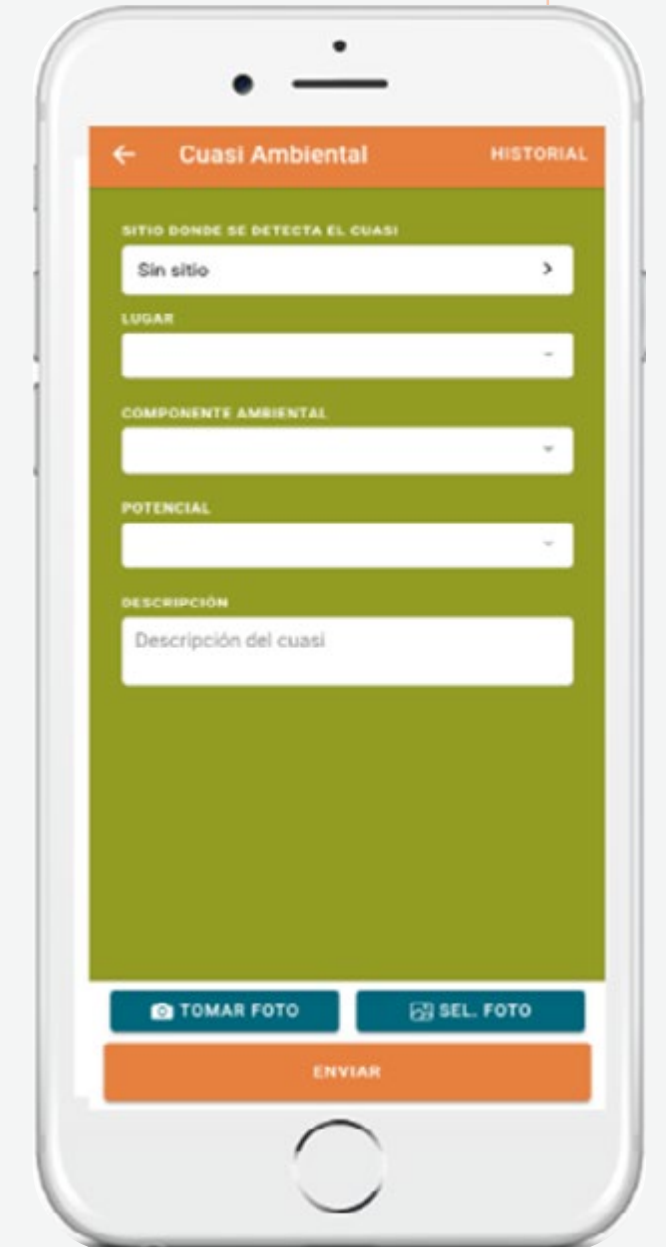 Cuasi Ambiental HISTORIAL
SITIO DONDE SE DETECTA EL CUASI
Sin sitio
LUGAR
COMPONENTE AMBIENTAL
POTENCIAL
DESCRIPCIÓN
Descripción del cuasi
TOMAR FOTO SEL. FOTO
ENVIAR